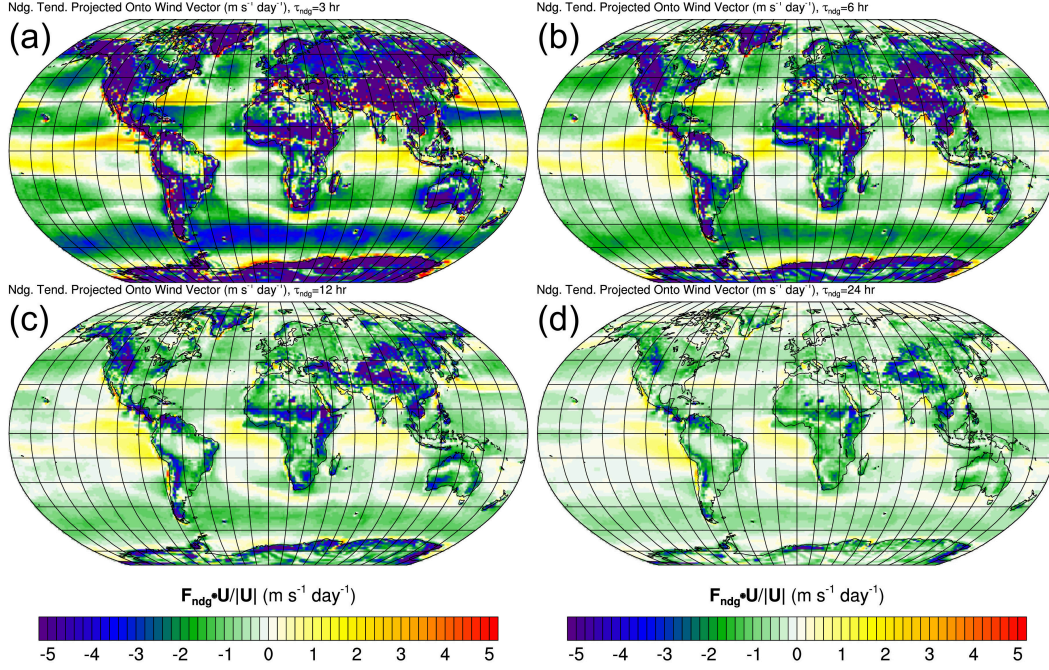 Ndg. Tend. Projected Onto Wind Vector (m s⁻¹ day⁻¹), τndg=3 hr
(a)
Ndg. Tend. Projected Onto Wind Vector (m s⁻¹ day⁻¹), τndg=6 hr
(b)
Ndg. Tend. Projected Onto Wind Vector (m s⁻¹ day⁻¹), τndg=12 hr
(c)
Ndg. Tend. Projected Onto Wind Vector (m s⁻¹ day⁻¹), τndg=24 hr
(d)
Fndg•U/|U| (m s⁻¹ day⁻¹)
-5 -4 -3 -2 -1 0 1 2 3 4 5
Fndg•U/|U| (m s⁻¹ day⁻¹)
-5 -4 -3 -2 -1 0 1 2 3 4 5